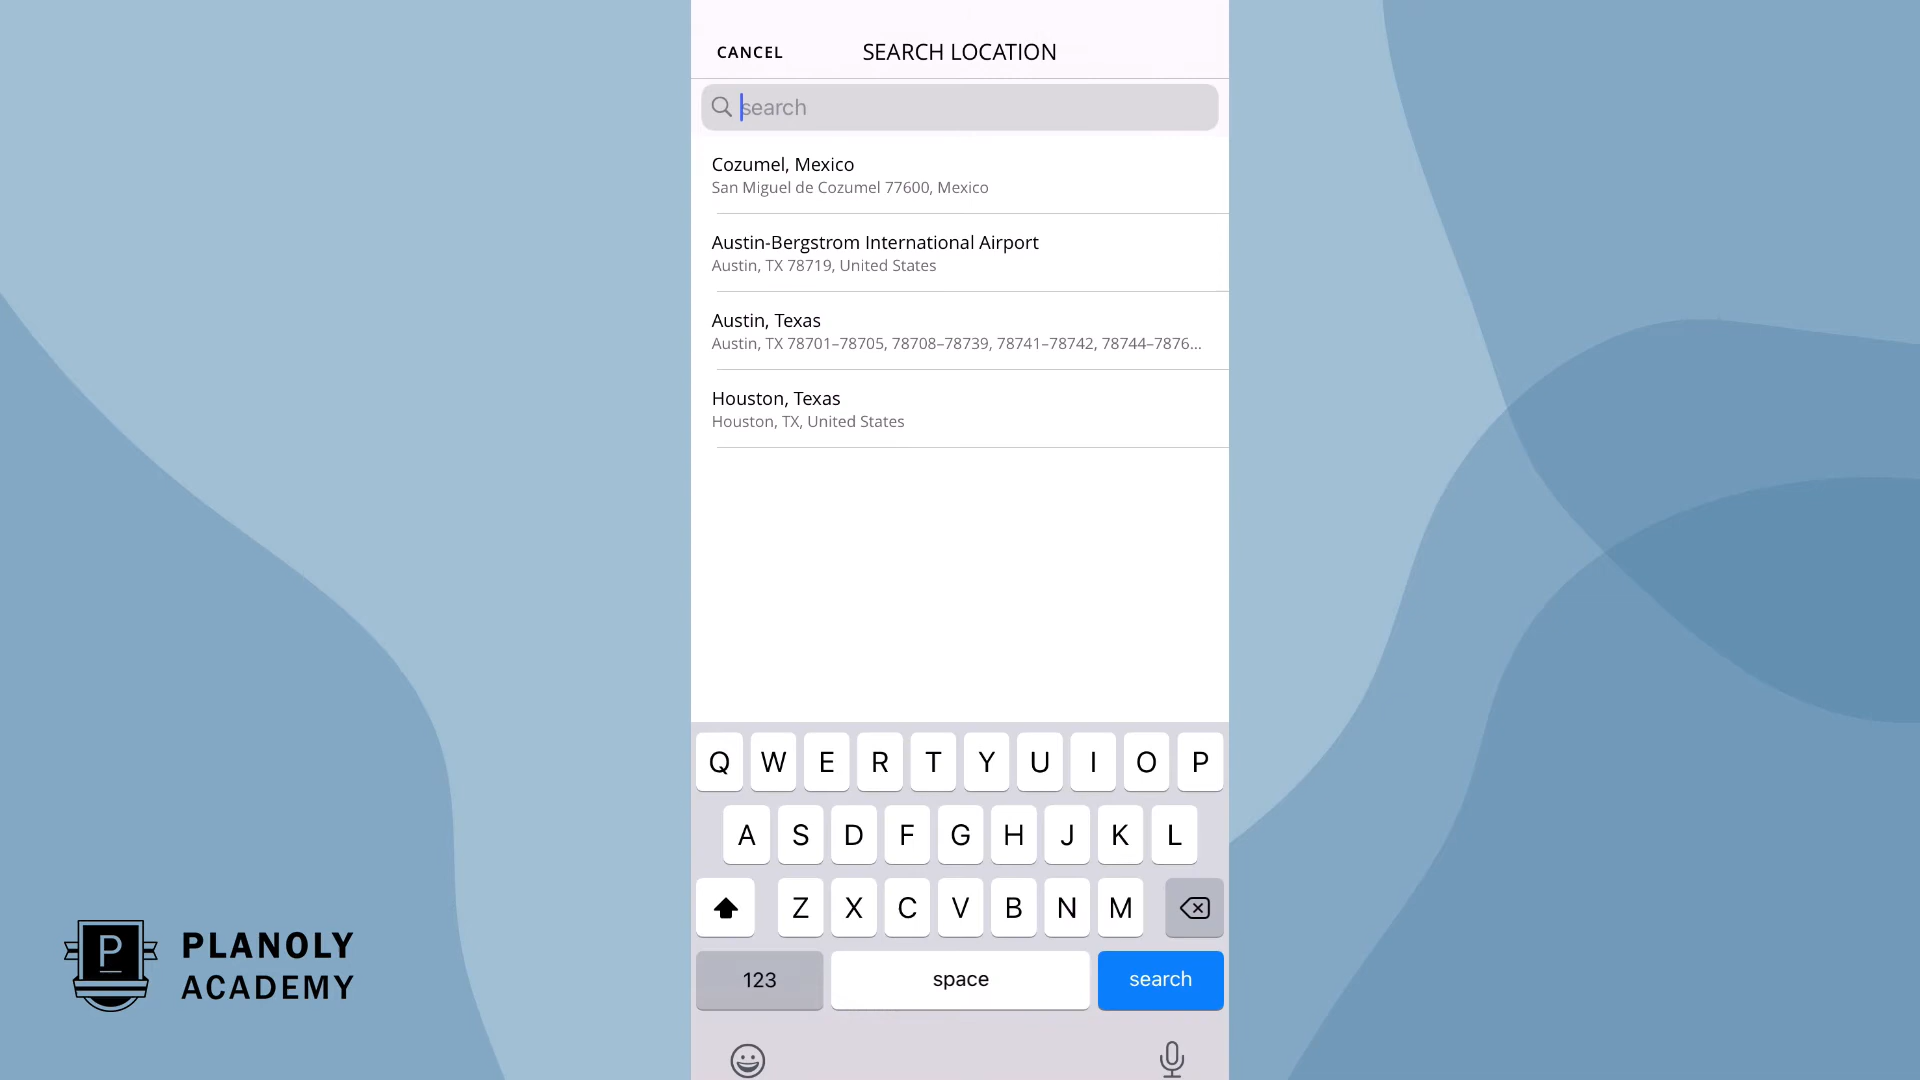 CANCEL SEARCH LOCATION
search
Cozumel, Mexico
San Miguel de Cozumel 77600, Mexico
Austin-Bergstrom International Airport
Austin, TX 78719, United States
Austin, Texas
Austin, TX 78701–78705, 78708–78739, 78741–78742, 78744–7876...
Houston, Texas
Houston, TX, United States
Q W E R T Y U I O P
A S D F G H J K L
Z X C V B N M
123 space search
P PLANOLY
ACADEMY